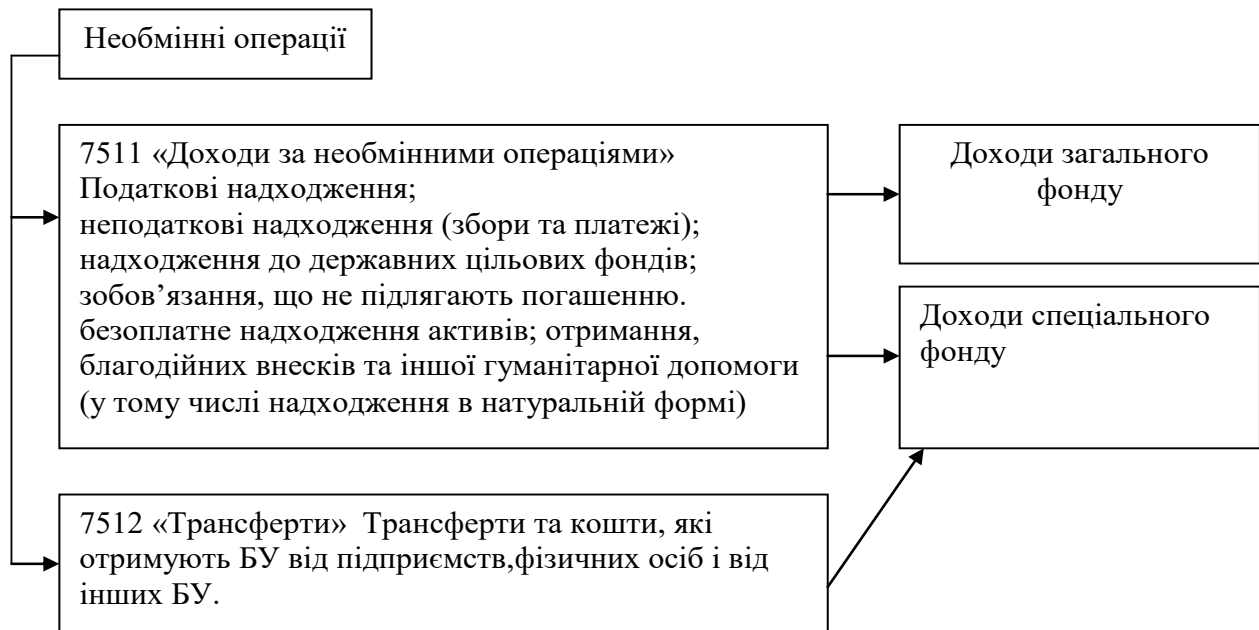 Необмінні операції
7511 «Доходи за необмінними операціями»
Податкові надходження;
неподаткові надходження (збори та платежі);
надходження до державних цільових фондів;
зобов’язання, що не підлягають погашенню.
безоплатне надходження активів; отримання,
благодійних внесків та іншої гуманітарної допомоги
(у тому числі надходження в натуральній формі)
Доходи загального
фонду
Доходи спеціального
фонду
7512 «Трансферти» Трансферти та кошти, які
отримують БУ від підприємств,фізичних осіб і від
інших БУ.